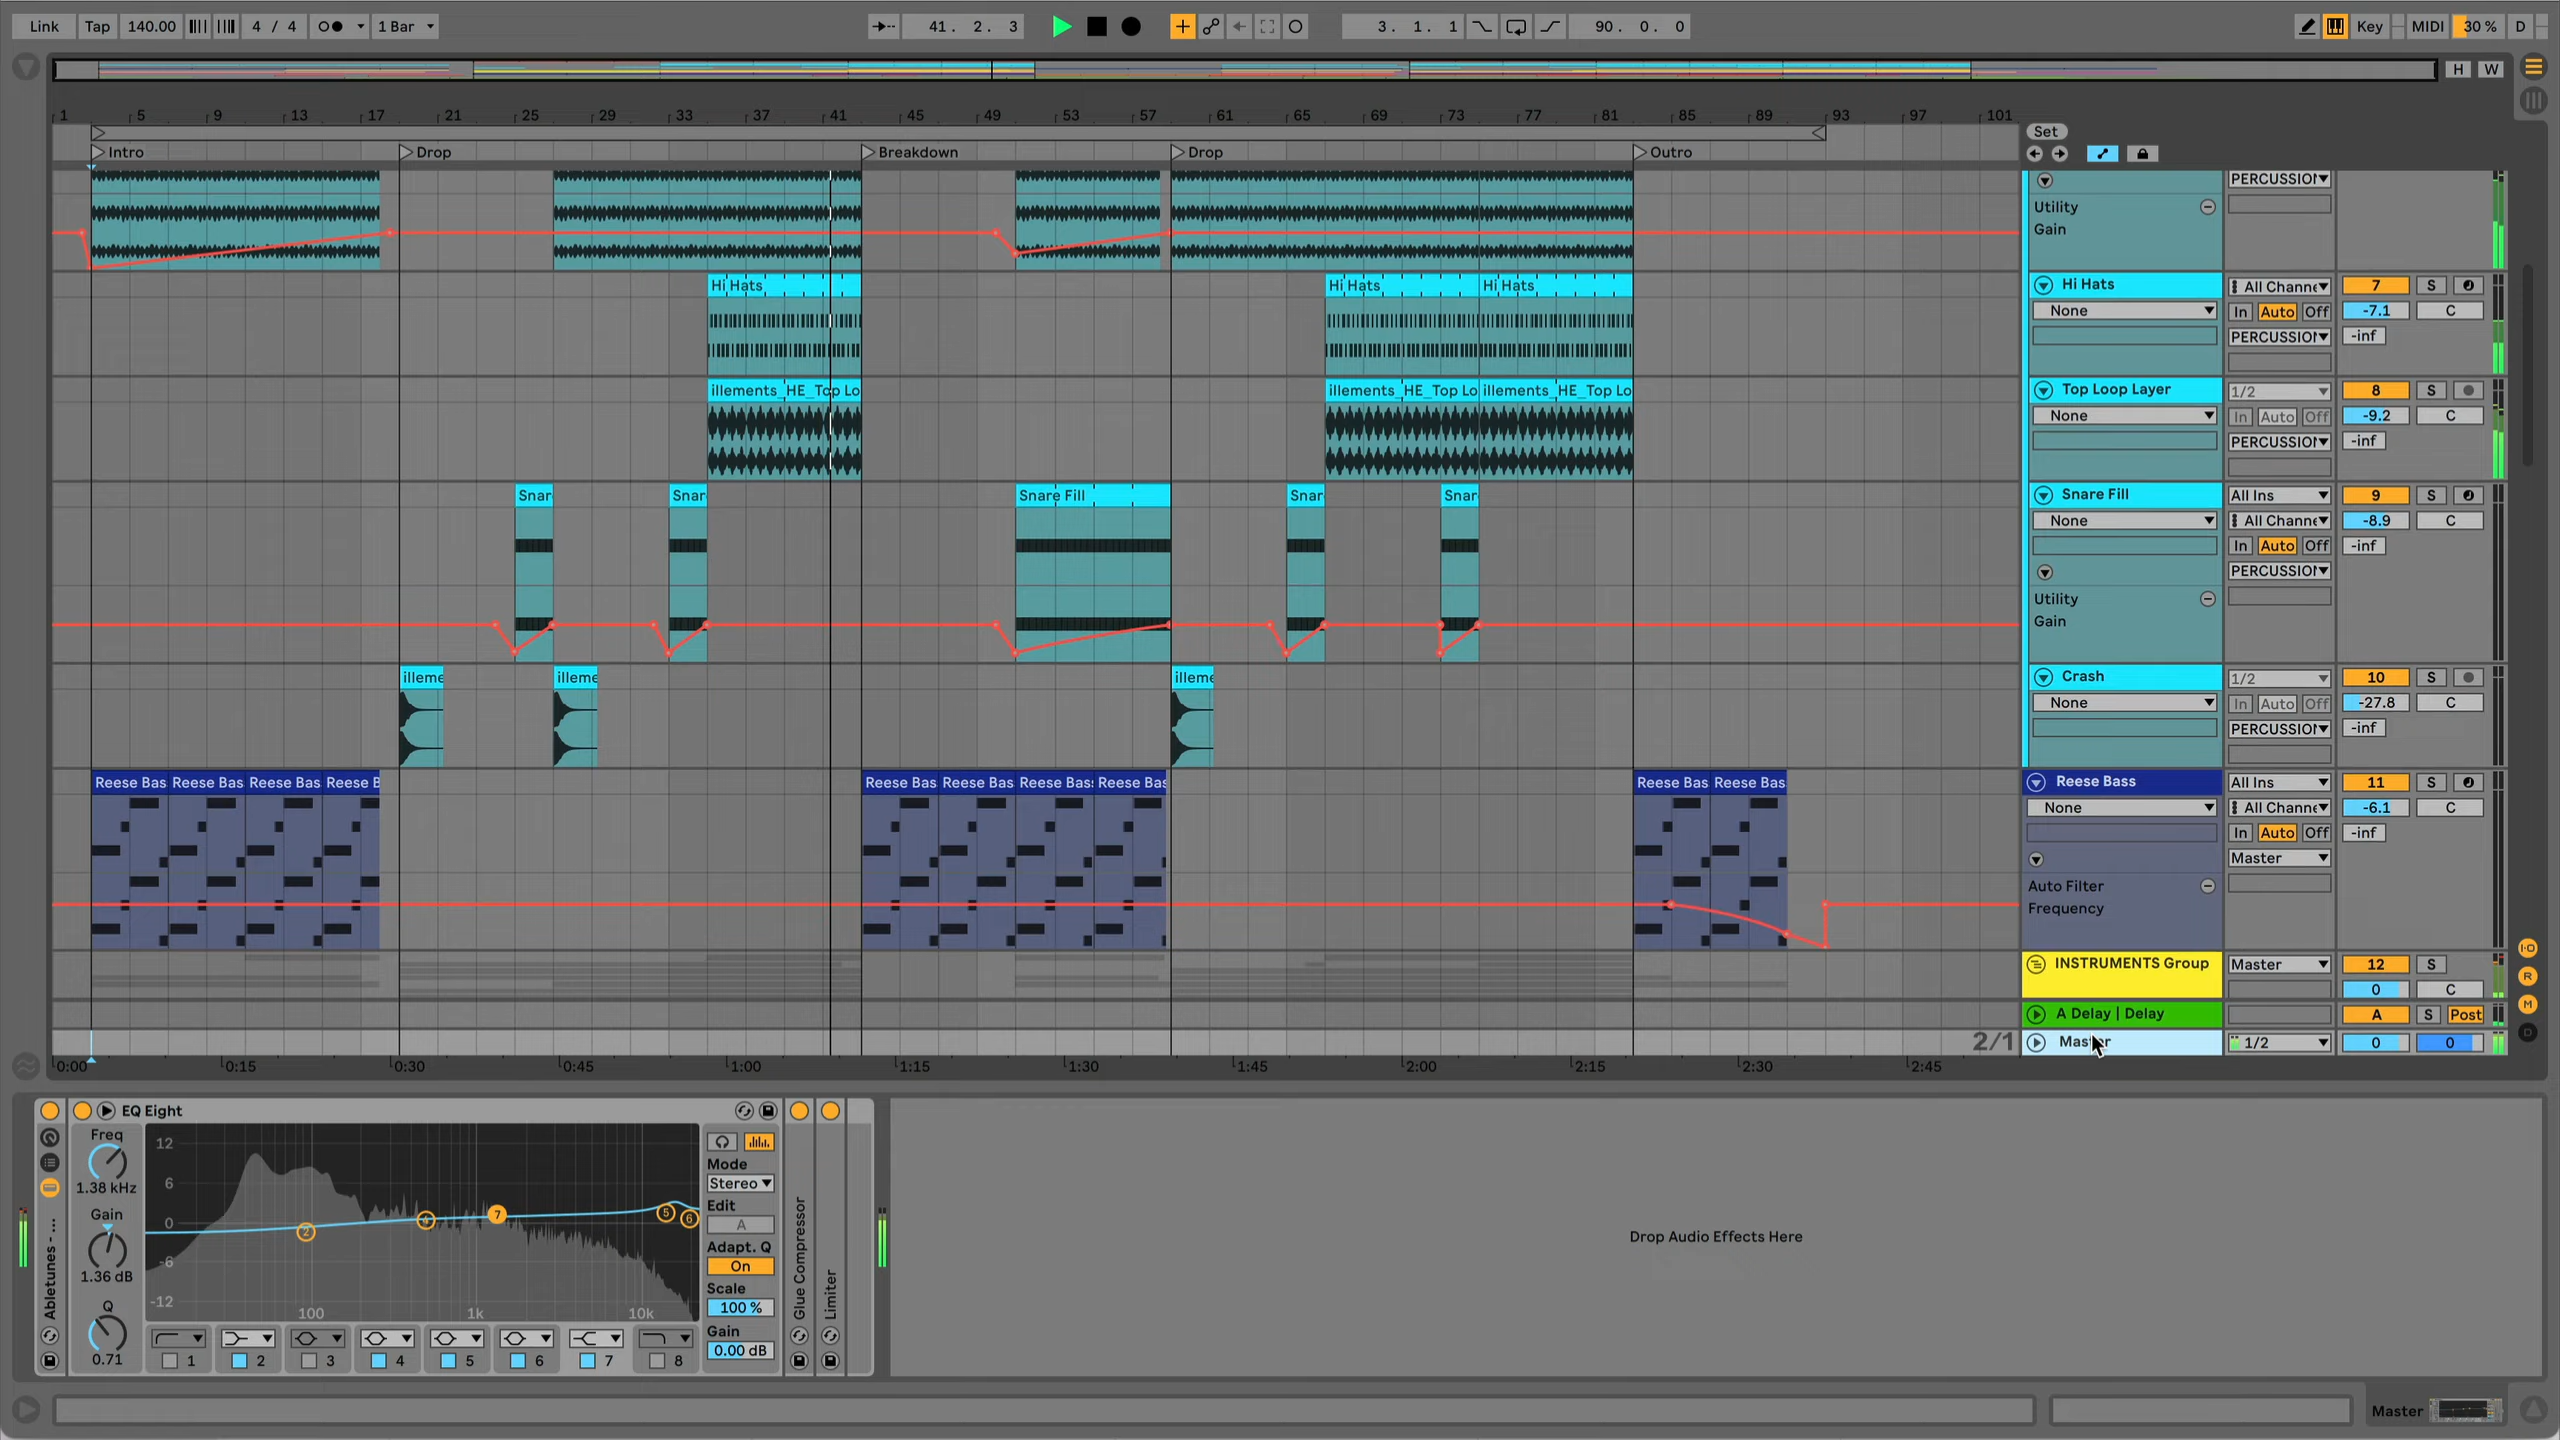 Link Tap 140.00 4 / 4 1 Bar 41. 2. 3 3. 1. 1 90. 0. 0 Key MIDI 30 % D
H W
1 5 9 13 17 21 25 29 33 37 41 45 49 53 57 61 65 69 73 77 81 85 89 93 97 101
Set
Intro Drop Breakdown Drop Outro
PERCUSSION
Utility
Gain
Hi Hats Hi Hats Hi Hats Hi Hats All Channe 7 S
None In Auto Off -7.1 C
PERCUSSION -inf
illements_HE_Top Lo illements_HE_Top Lo illements_HE_Top Lo Top Loop Layer 1/2 8 S
None In Auto Off -9.2 C
PERCUSSION -inf
Snar Snar Snare Fill Snar Snar Snare Fill All Ins 9 S
None All Channe -8.9 C
In Auto Off -inf
PERCUSSION
Utility
Gain
illeme illeme illeme Crash 1/2 10 S
None In Auto Off -27.8 C
PERCUSSION -inf
Reese Bas Reese Bas Reese Bas Reese B Reese Bas Reese Bas Reese Bas Reese Bas Reese Bas Reese Bas Reese Bass All Ins 11 S
None All Channe -6.1 C
In Auto Off -inf
Master
Auto Filter
Frequency
INSTRUMENTS Group Master 12 S
0 C
A Delay | Delay A S Post
2/1 Master 1/2 0 0
0:00 0:15 0:30 0:45 1:00 1:15 1:30 1:45 2:00 2:15 2:30 2:45
I·O
R
M
D
EQ Eight
Abletunes - ...
Freq
1.38 kHz
Gain
1.36 dB
Q
0.71
12
6
0
-6
-12
100 1k 10k
2 4 7 5 6
Mode
Stereo
Edit
A
Adapt. Q
On
Scale
100 %
Gain
0.00 dB
1 2 3 4 5 6 7 8
Glue Compressor
Limiter
Drop Audio Effects Here
Master